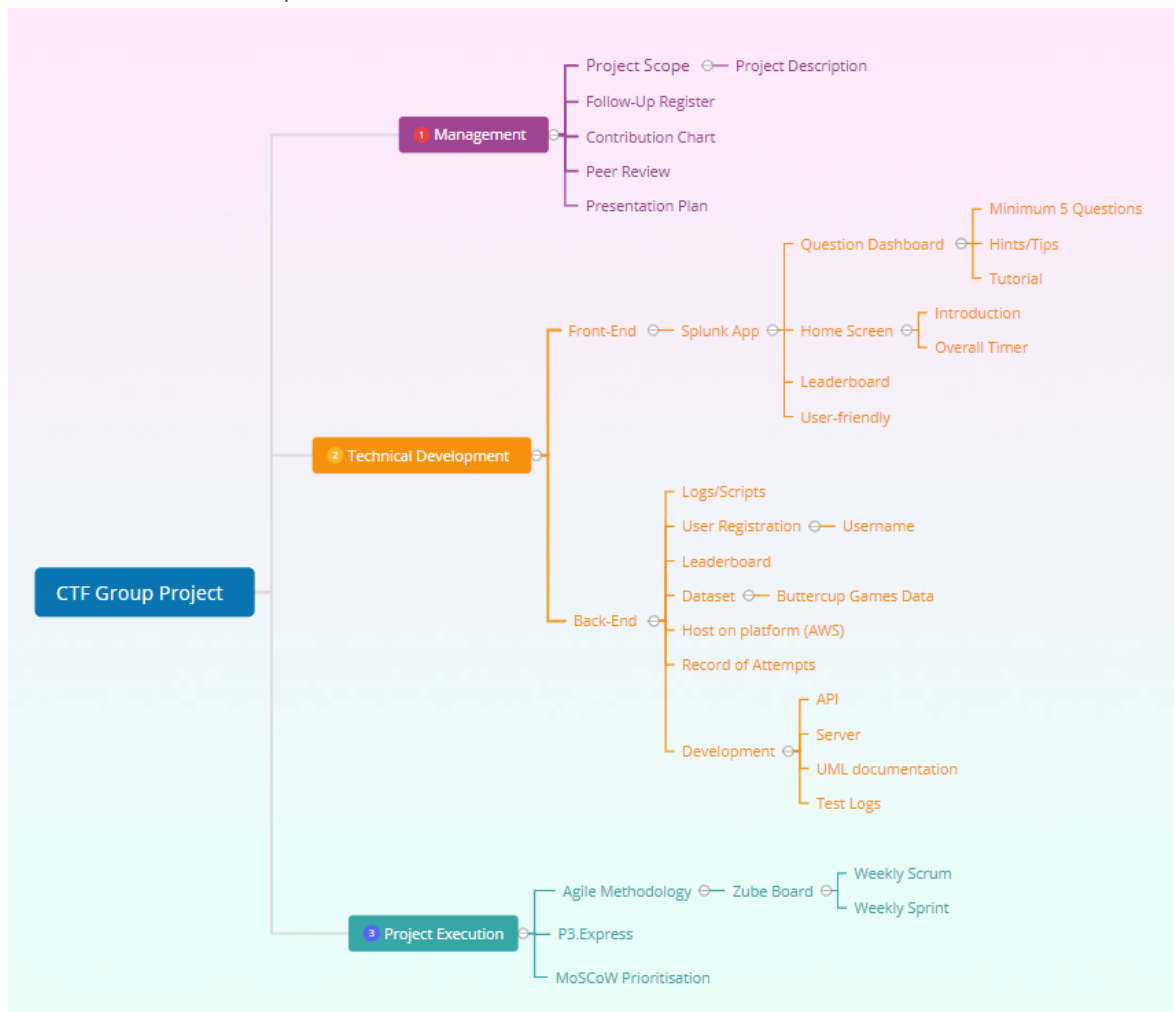 Project Scope
Project Description
Follow-Up Register
1 Management
Contribution Chart
Peer Review
Presentation Plan
Minimum 5 Questions
Question Dashboard
Hints/Tips
Tutorial
Introduction
Front-End
Splunk App
Home Screen
Overall Timer
Leaderboard
User-friendly
2 Technical Development
Logs/Scripts
User Registration
Username
Leaderboard
CTF Group Project
Dataset
Buttercup Games Data
Back-End
Host on platform (AWS)
Record of Attempts
API
Server
Development
UML documentation
Test Logs
Weekly Scrum
Agile Methodology
Zube Board
Weekly Sprint
3 Project Execution
P3.Express
MoSCoW Prioritisation